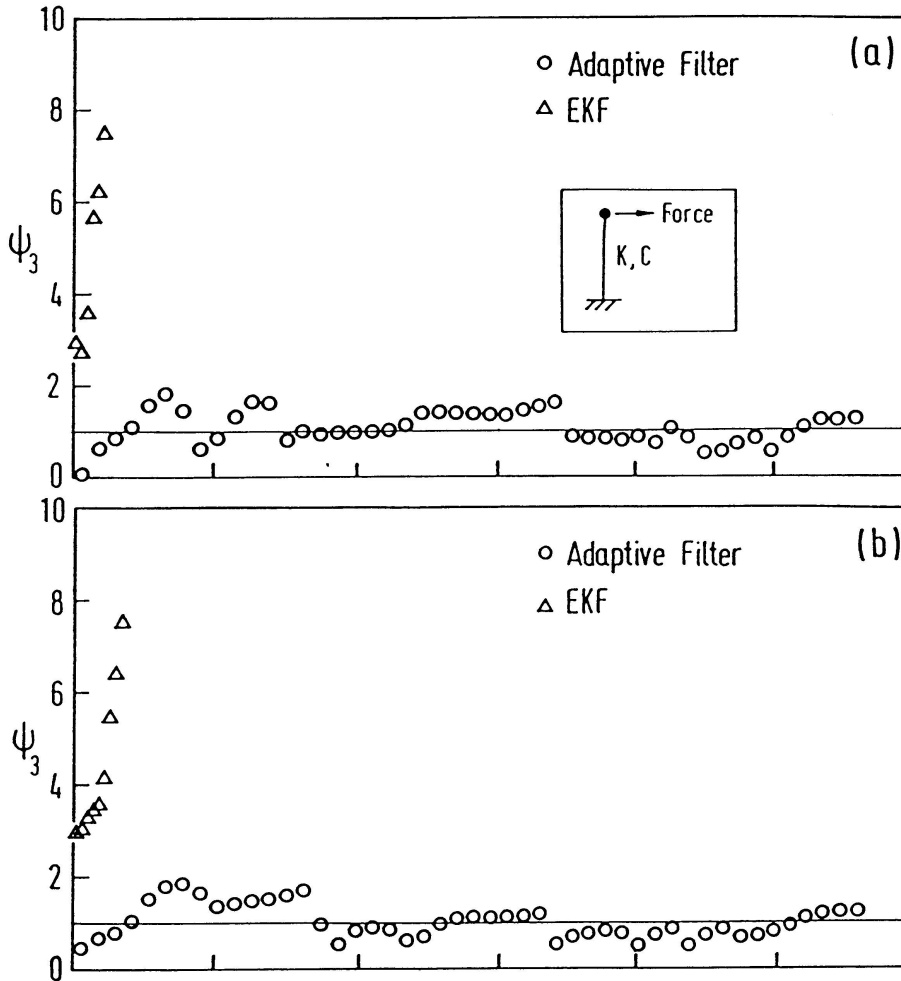 10
(a)
Adaptive Filter
8
EKF
6
Force
ψ3
K, C
4
2
0
10
(b)
Adaptive Filter
8
EKF
6
ψ3
4
2
0